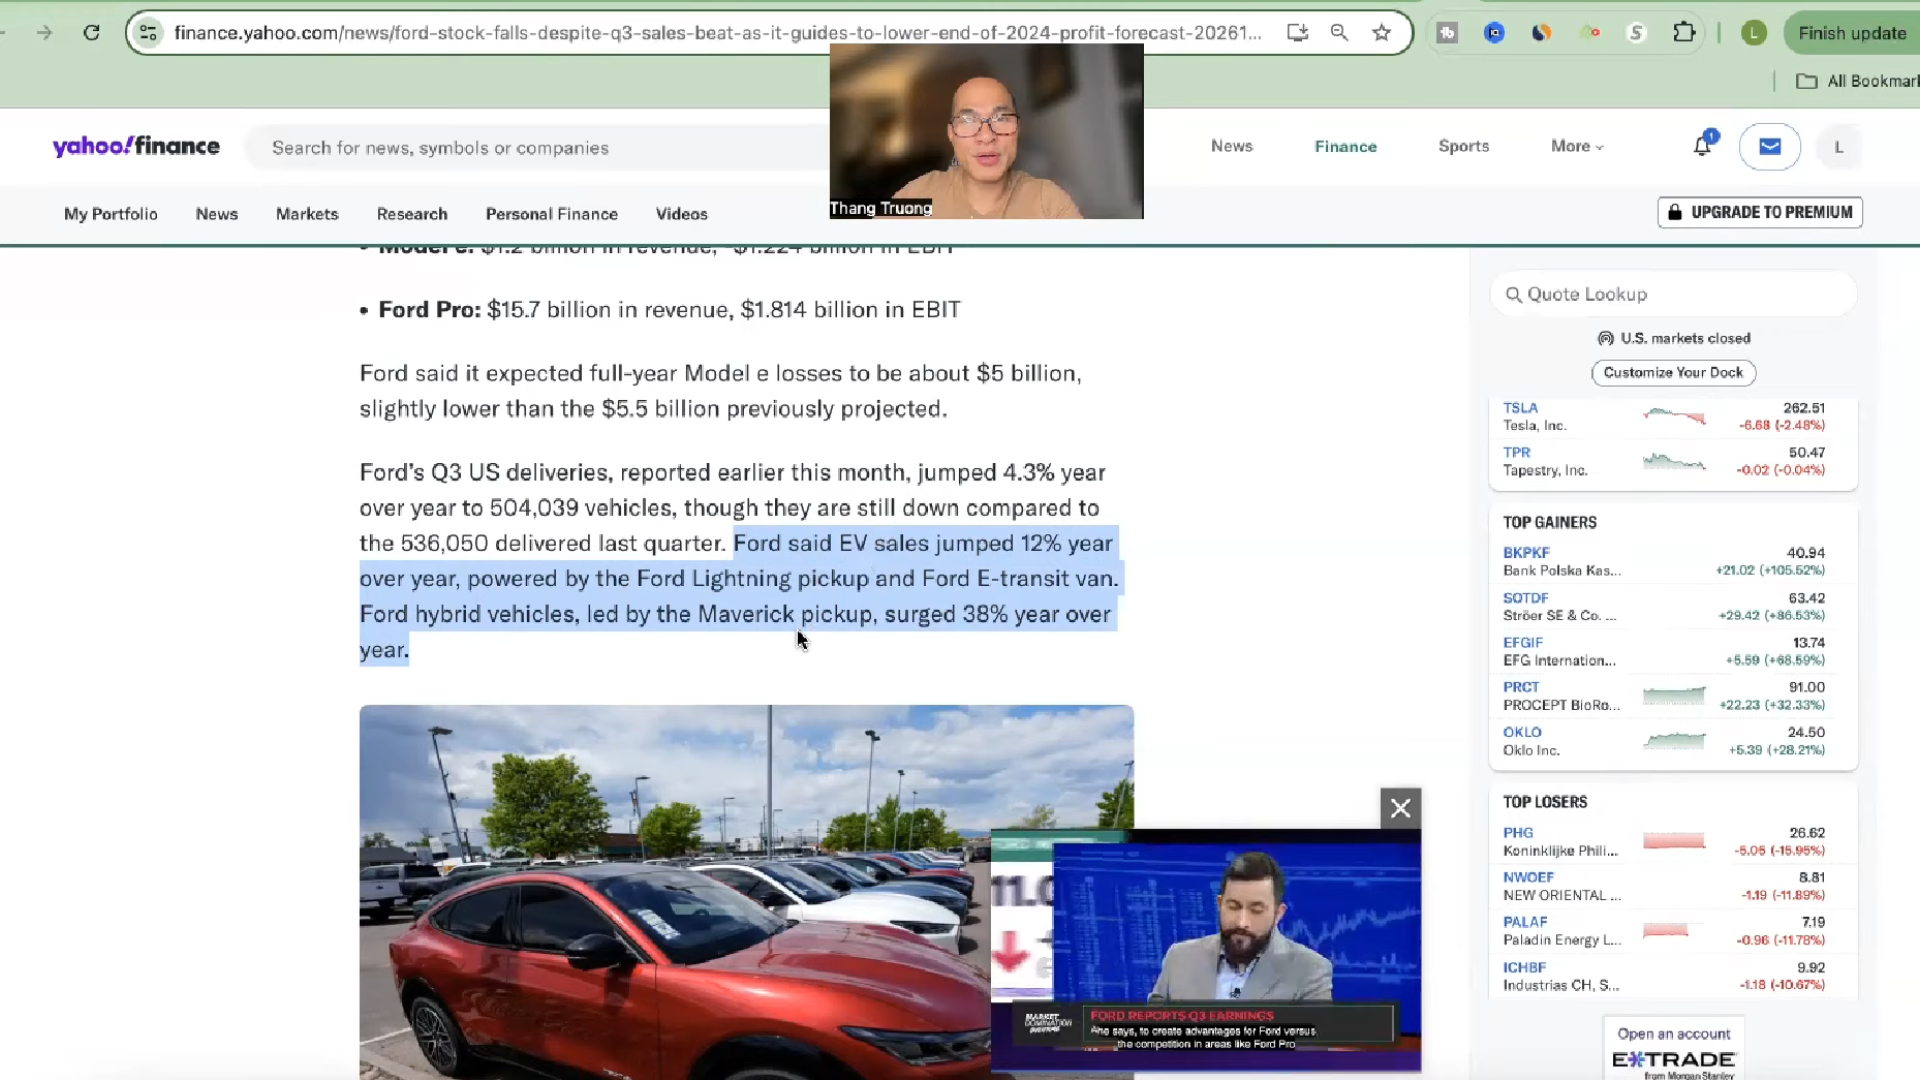 finance.yahoo.com/news/ford-stock-falls-despite-q3-sales-beat-as-it-guides-to-lower-end-of-2024-profit-forecast-20261...
L
Finish update
All Bookmar
yahoo!finance
Search for news, symbols or companies
News
Finance
Sports
More
1
L
Thang Truong
My Portfolio
News
Markets
Research
Personal Finance
Videos
UPGRADE TO PREMIUM
• Model e: $1.2 billion in revenue, -$1.224 billion in EBIT
• Ford Pro: $15.7 billion in revenue, $1.814 billion in EBIT
Ford said it expected full-year Model e losses to be about $5 billion,
slightly lower than the $5.5 billion previously projected.
Ford’s Q3 US deliveries, reported earlier this month, jumped 4.3% year
over year to 504,039 vehicles, though they are still down compared to
the 536,050 delivered last quarter. Ford said EV sales jumped 12% year
over year, powered by the Ford Lightning pickup and Ford E-transit van.
Ford hybrid vehicles, led by the Maverick pickup, surged 38% year over
year.
Quote Lookup
U.S. markets closed
Customize Your Dock
TSLA 262.51
Tesla, Inc. -6.68 (-2.48%)
TPR 50.47
Tapestry, Inc. -0.02 (-0.04%)
TOP GAINERS
BKPKF 40.94
Bank Polska Kas... +21.02 (+105.52%)
SOTDF 63.42
Ströer SE & Co. ... +29.42 (+86.53%)
EFGIF 13.74
EFG Internation... +5.59 (+68.59%)
PRCT 91.00
PROCEPT BioRo... +22.23 (+32.33%)
OKLO 24.50
Oklo Inc. +5.39 (+28.21%)
TOP LOSERS
PHG 26.62
Koninklijke Phili... -5.05 (-15.95%)
NWOEF 8.81
NEW ORIENTAL ... -1.19 (-11.89%)
PALAF 7.19
Paladin Energy L... -0.96 (-11.78%)
ICHBF 9.92
Industrias CH, S... -1.18 (-10.67%)
MARKET
DOMINATION
OVERTIME
FORD REPORTS Q3 EARNINGS
he says, to create advantages for Ford versus
the competition in areas like Ford Pro
Open an account
E*TRADE
from Morgan Stanley